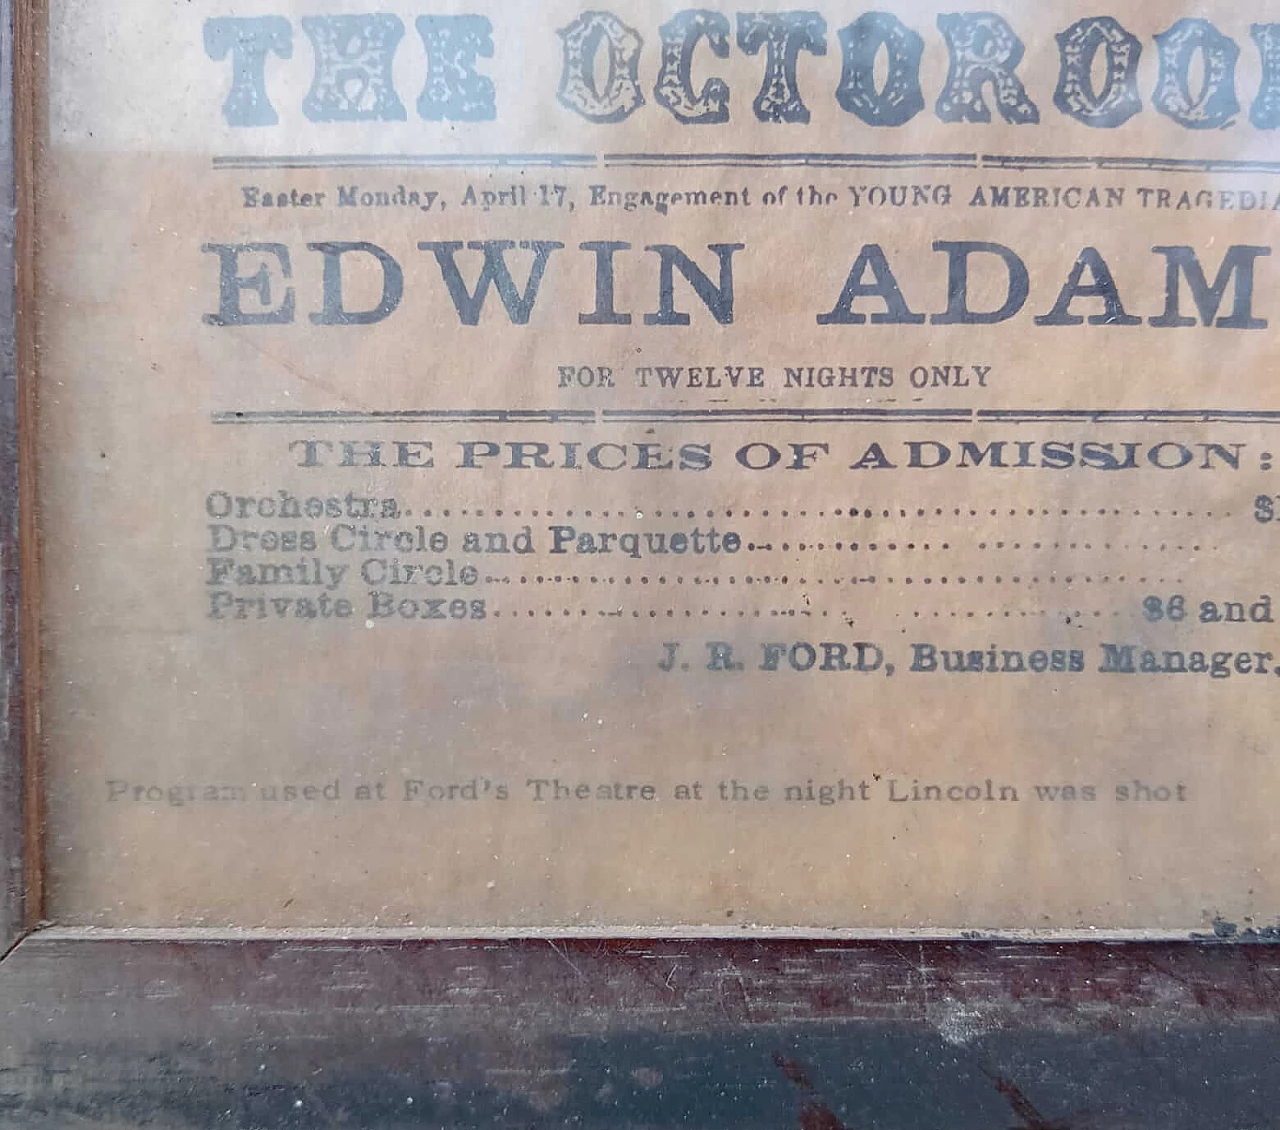 THE OCTOROO
Easter Monday, April 17, Engagement of the YOUNG AMERICAN TRAGEDIA
EDWIN ADAM
FOR TWELVE NIGHTS ONLY
THE PRICES OF ADMISSION:
Orchestra........................................................ $
Dress Circle and Parquette..............................
Family Circle..................................................
Private Boxes........................................ $6 and
J. R. FORD, Business Manager.
Program used at Ford's Theatre at the night Lincoln was shot